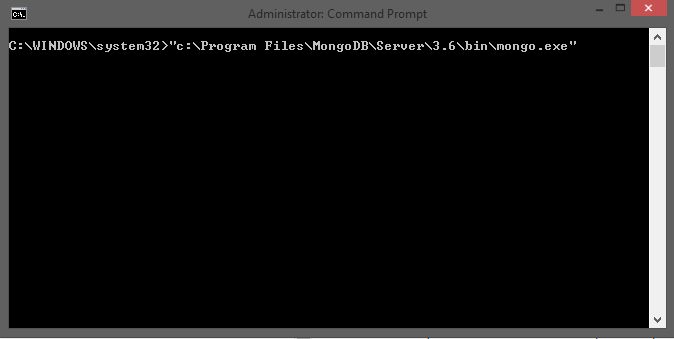 Administrator: Command Prompt
C:\WINDOWS\system32>"c:\Program Files\MongoDB\Server\3.6\bin\mongo.exe"